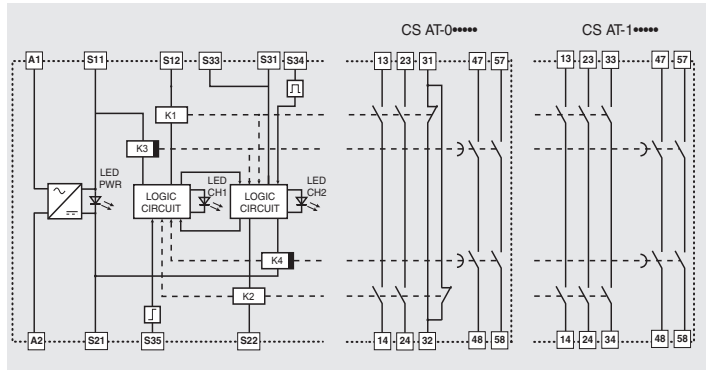 CS AT-0•••••
CS AT-1•••••
A1 S11 S12 S33 S31 S34 13 23 31 47 57 13 23 33 47 57
K1
K3
LED
PWR
LED
CH1
LED
CH2
LOGIC
CIRCUIT
LOGIC
CIRCUIT
K4
K2
A2 S21 S35 S22 14 24 32 48 58 14 24 34 48 58